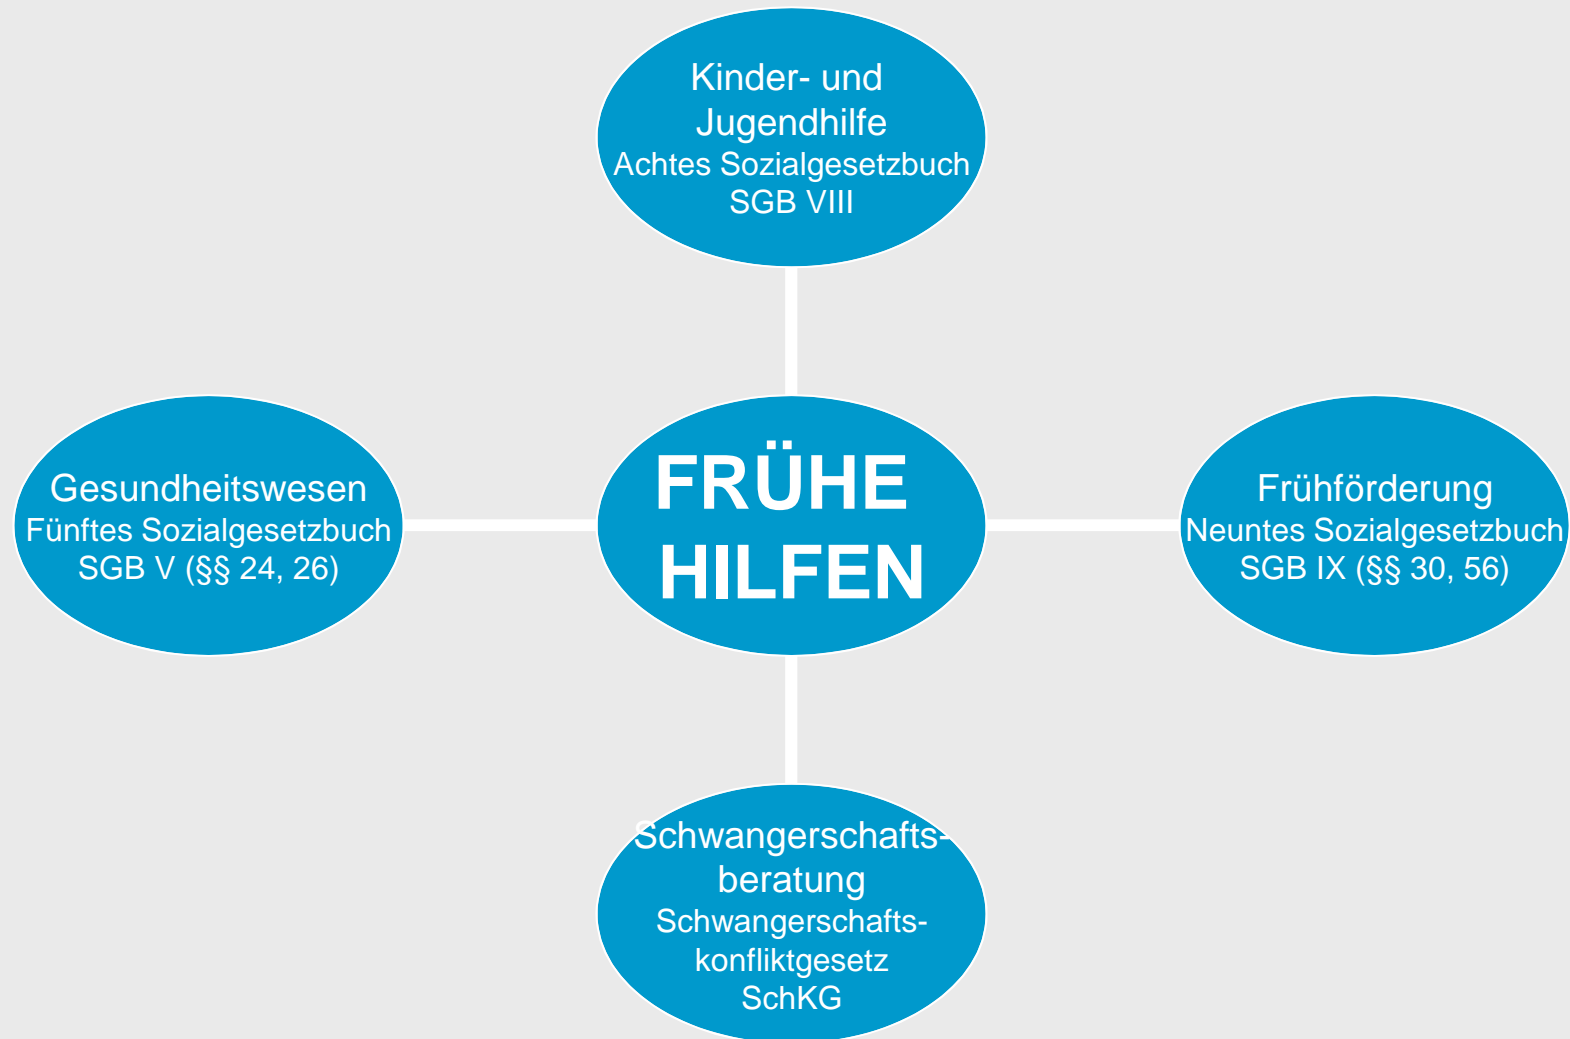 Kinder- und
Jugendhilfe
Achtes Sozialgesetzbuch
SGB VIII
Gesundheitswesen
Fünftes Sozialgesetzbuch
SGB V (§§ 24, 26)
FRÜHE
HILFEN
Frühförderung
Neuntes Sozialgesetzbuch
SGB IX (§§ 30, 56)
Schwangerschafts-
beratung
Schwangerschafts-
konfliktgesetz
SchKG